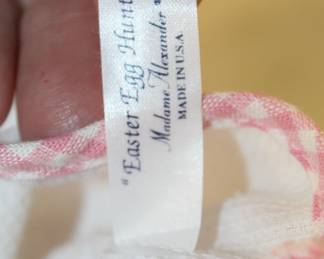 "Easter Egg Hunt
Madame Alexander
MADE IN U.S.A.